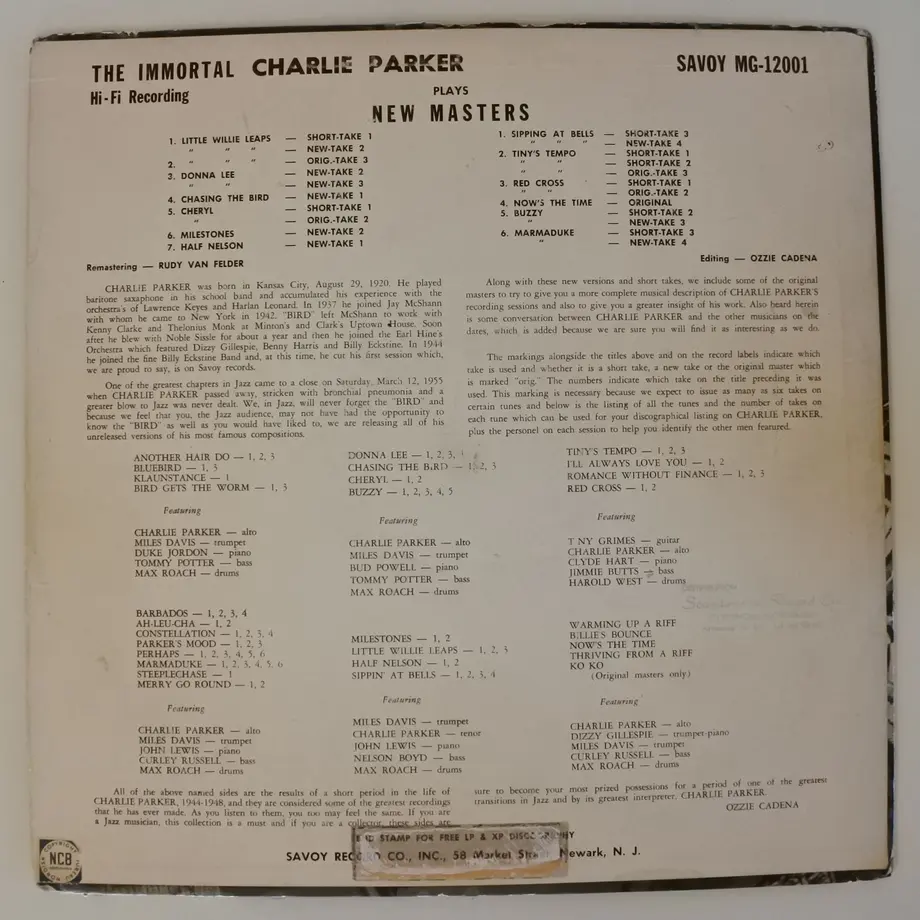 THE IMMORTAL CHARLIE PARKER
SAVOY MG-12001
Hi-Fi Recording
PLAYS
NEW MASTERS
1. LITTLE WILLIE LEAPS — SHORT-TAKE 1
" " " — NEW-TAKE 2
2. " " " — ORIG.-TAKE 3
3. DONNA LEE — NEW-TAKE 2
" " — NEW-TAKE 3
4. CHASING THE BIRD — NEW-TAKE 1
5. CHERYL — SHORT-TAKE 1
" — ORIG.-TAKE 2
6. MILESTONES — NEW-TAKE 2
7. HALF NELSON — NEW-TAKE 1
Remastering — RUDY VAN FELDER
1. SIPPING AT BELLS — SHORT-TAKE 3
" " " — NEW-TAKE 4
2. TINY'S TEMPO — SHORT-TAKE 1
" " — SHORT-TAKE 2
" " — ORIG.-TAKE 3
3. RED CROSS — SHORT-TAKE 1
" " — ORIG.-TAKE 2
4. NOW'S THE TIME — ORIGINAL
5. BUZZY — SHORT-TAKE 2
" — NEW-TAKE 3
6. MARMADUKE — SHORT-TAKE 3
" — NEW-TAKE 4
Editing — OZZIE CADENA
CHARLIE PARKER was born in Kansas City, August 29, 1920. He played
baritone saxaphone in his school band and accumulated his experience with the
orchestra's of Lawrence Keyes and Harlan Leonard. In 1937 he joined Jay McShann
with whom he came to New York in 1942. "BIRD" left McShann to work with
Kenny Clarke and Thelonius Monk at Minton's and Clark's Uptown House. Soon
after he blew with Noble Sissle for about a year and then he joined the Earl Hine's
Orchestra which featured Dizzy Gillespie, Benny Harris and Billy Eckstine. In 1944
he joined the fine Billy Eckstine Band and, at this time, he cut his first session which,
we are proud to say, is on Savoy records.
One of the greatest chapters in Jazz came to a close on Saturday, March 12, 1955
when CHARLIE PARKER passed away, stricken with bronchial pneumonia and a
greater blow to Jazz was never dealt. We, in Jazz, will never forget the "BIRD" and
because we feel that you, the Jazz audience, may not have had the opportunity to
know the "BIRD" as well as you would have liked to, we are releasing all of his
unreleased versions of his most famous compositions.
Along with these new versions and short takes, we include some of the original
masters to try to give you a more complete musical description of CHARLIE PARKER'S
recording sessions and also to give you a greater insight of his work. Also heard herein
is some conversation between CHARLIE PARKER and the other musicians on the
dates, which is added because we are sure you will find it as interesting as we do.
The markings alongside the titles above and on the record labels indicate which
take is used and whether it is a short take, a new take or the original master which
is marked "orig." The numbers indicate which take on the title preceding it was
used. This marking is necessary because we expect to issue as many as six takes on
certain tunes and below is the listing of all the tunes and the number of takes on
each tune which can be used for your discographical listing on CHARLIE PARKER,
plus the personel on each session to help you identify the other men featured.
ANOTHER HAIR DO — 1, 2, 3
BLUEBIRD — 1, 3
KLAUNSTANCE — 1
BIRD GETS THE WORM — 1, 3
Featuring
CHARLIE PARKER — alto
MILES DAVIS — trumpet
DUKE JORDON — piano
TOMMY POTTER — bass
MAX ROACH — drums
DONNA LEE — 1, 2, 3,
CHASING THE BIRD — 1, 2, 3
CHERYL — 1, 2
BUZZY — 1, 2, 3, 4, 5
Featuring
CHARLIE PARKER — alto
MILES DAVIS — trumpet
BUD POWELL — piano
TOMMY POTTER — bass
MAX ROACH — drums
TINY'S TEMPO — 1, 2, 3
I'LL ALWAYS LOVE YOU — 1, 2
ROMANCE WITHOUT FINANCE — 1, 2, 3
RED CROSS — 1, 2
Featuring
T NY GRIMES — guitar
CHARLIE PARKER — alto
CLYDE HART — piano
JIMMIE BUTTS — bass
HAROLD WEST — drums
BARBADOS — 1, 2, 3, 4
AH-LEU-CHA — 1, 2
CONSTELLATION — 1, 2, 3, 4
PARKER'S MOOD — 1, 2, 3
PERHAPS — 1, 2, 3, 4, 5, 6
MARMADUKE — 1, 2, 3, 4, 5, 6
STEEPLECHASE — 1
MERRY GO ROUND — 1, 2
Featuring
CHARLIE PARKER — alto
MILES DAVIS — trumpet
JOHN LEWIS — piano
CURLEY RUSSELL — bass
MAX ROACH — drums
MILESTONES — 1, 2
LITTLE WILLIE LEAPS — 1, 2, 3
HALF NELSON — 1, 2
SIPPIN' AT BELLS — 1, 2, 3, 4
Featuring
MILES DAVIS — trumpet
CHARLIE PARKER — tenor
JOHN LEWIS — piano
NELSON BOYD — bass
MAX ROACH — drums
WARMING UP A RIFF
BILLIE'S BOUNCE
NOW'S THE TIME
THRIVING FROM A RIFF
KO KO
(Original masters only)
Featuring
CHARLIE PARKER — alto
DIZZY GILLESPIE — trumpet-piano
MILES DAVIS — trumpet
CURLEY RUSSELL — bass
MAX ROACH — drums
All of the above named sides are the results of a short period in the life of
CHARLIE PARKER, 1944-1948, and they are considered some of the greatest recordings
that he has ever made. As you listen to them, you too may feel the same. If you are
a Jazz musician, this collection is a must and if you are a collector, these sides are
sure to become your most prized possessions for a period of one of the greatest
transitions in Jazz and by its greatest interpreter, CHARLIE PARKER.
OZZIE CADENA
STAMP FOR FREE LP & XP
SAVOY RECORD CO., INC., 58 Market Street, Newark, N. J.
COPYRIGHT
NCB